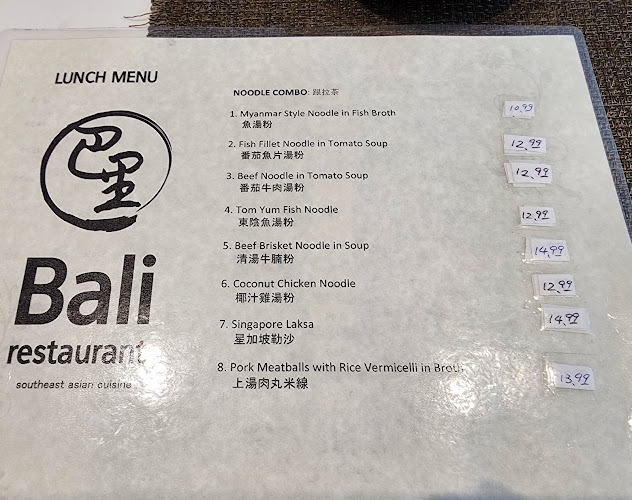 LUNCH MENU
巴里
Bali
restaurant
southeast asian cuisine
NOODLE COMBO: 跟拉茶
1. Myanmar Style Noodle in Fish Broth 10.99
魚湯粉
2. Fish Fillet Noodle in Tomato Soup 12.99
番茄魚片湯粉
3. Beef Noodle in Tomato Soup 12.99
番茄牛肉湯粉
4. Tom Yum Fish Noodle 12.99
東陰魚湯粉
5. Beef Brisket Noodle in Soup 14.99
清湯牛腩粉
6. Coconut Chicken Noodle 12.99
椰汁雞湯粉
7. Singapore Laksa 14.99
星加坡勒沙
8. Pork Meatballs with Rice Vermicelli in Broth 13.99
上湯肉丸米線